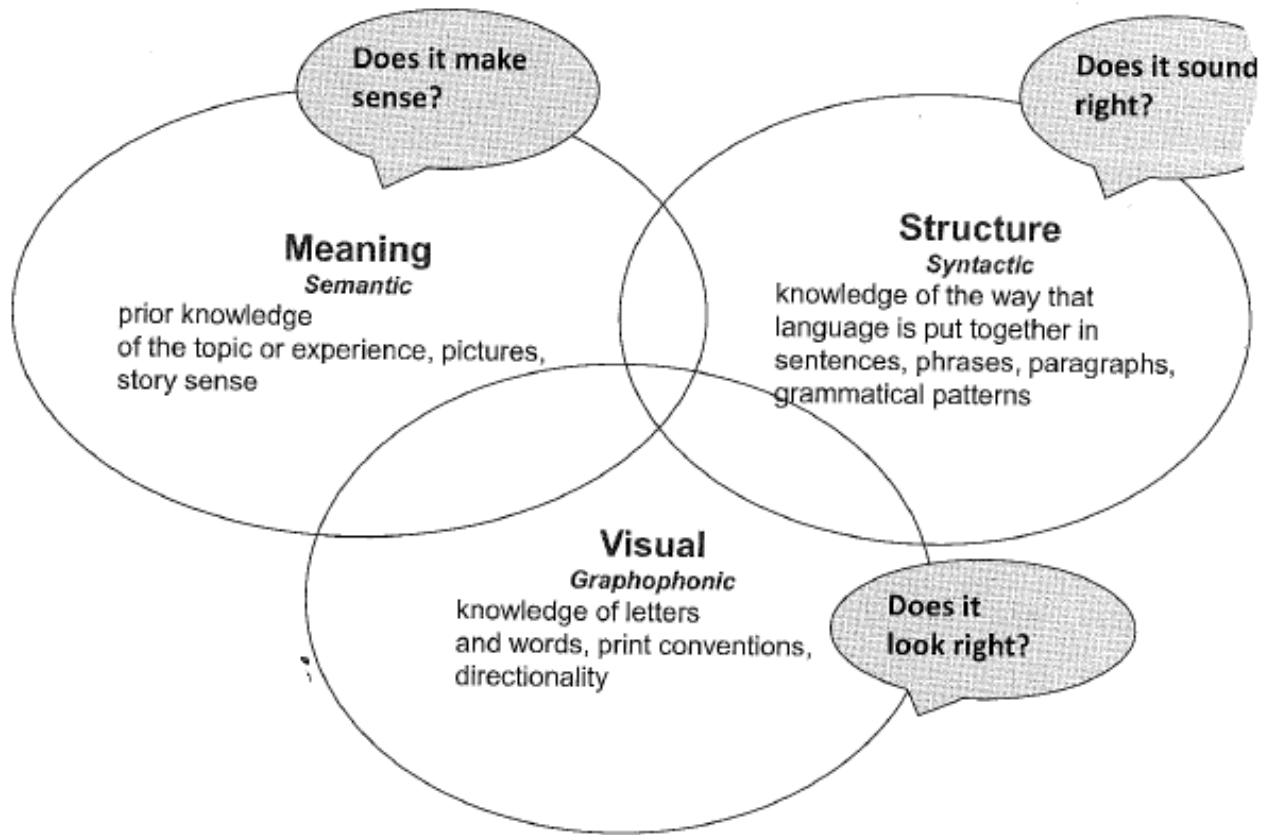 Does it make
sense?
Meaning
Semantic
prior knowledge
of the topic or experience, pictures,
story sense
Does it sound
right?
Structure
Syntactic
knowledge of the way that
language is put together in
sentences, phrases, paragraphs,
grammatical patterns
Visual
Graphophonic
knowledge of letters
and words, print conventions,
directionality
Does it
look right?